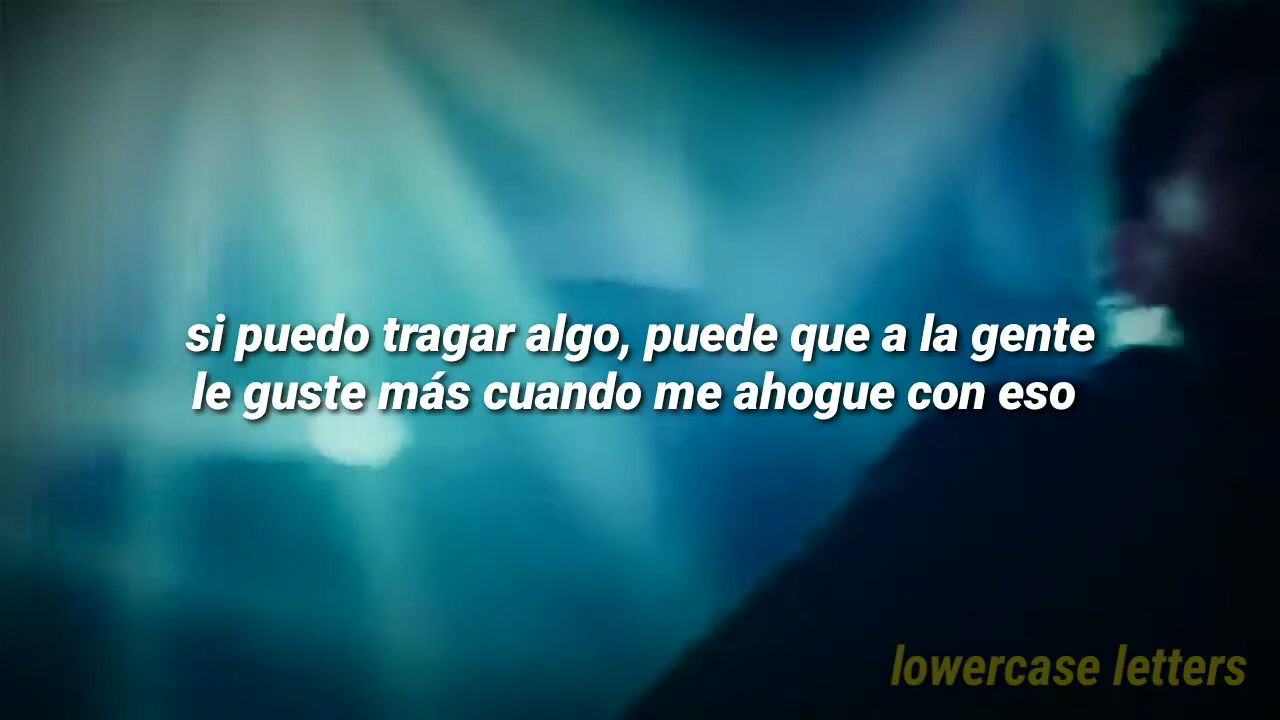 si puedo tragar algo, puede que a la gente
le guste más cuando me ahogue con eso
lowercase letters